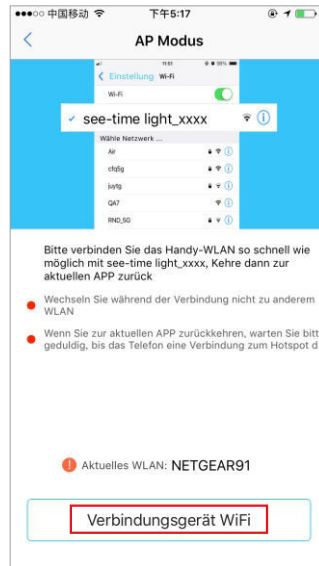 中国移动 下午5:17
AP Modus
Einstellung Wi-Fi
Wi-Fi
see-time light_xxxx
Wähle Netzwerk ...
Air
cfq5g
juytg
QA7
RND_5G
Bitte verbinden Sie das Handy-WLAN so schnell wie
möglich mit see-time light_xxxx, Kehre dann zur
aktuellen APP zurück
Wechseln Sie während der Verbindung nicht zu anderem
WLAN
Wenn Sie zur aktuellen APP zurückkehren, warten Sie bitt
geduldig, bis das Telefon eine Verbindung zum Hotspot d
Aktuelles WLAN: NETGEAR91
Verbindungsgerät WiFi